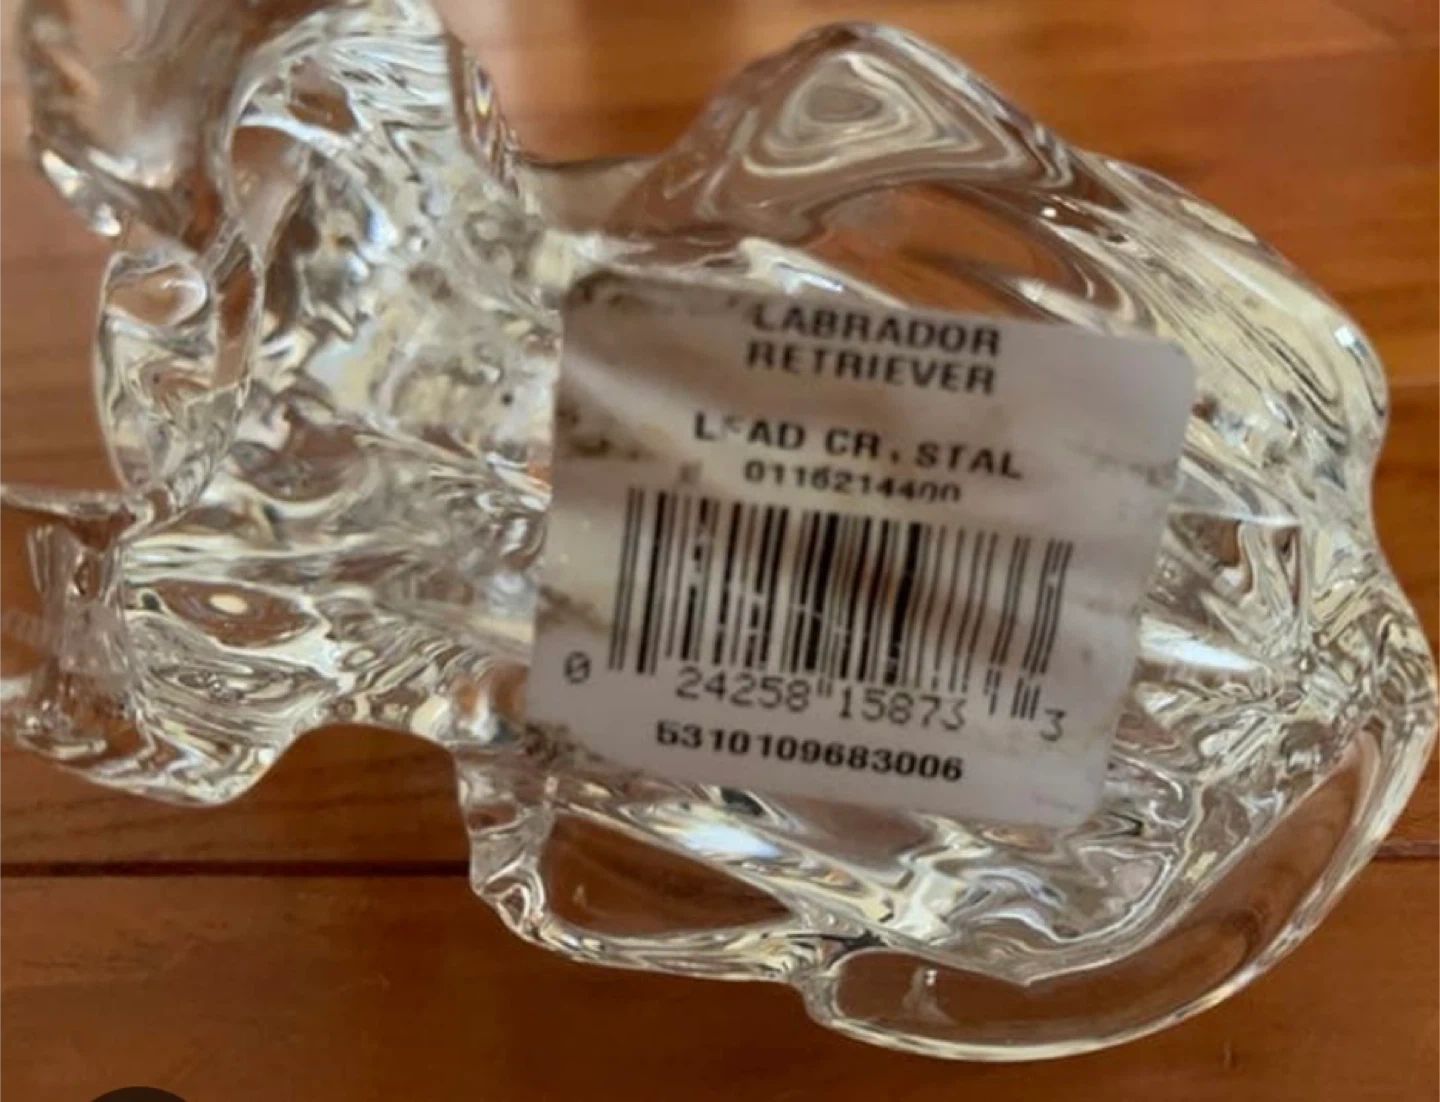 LABRADOR
RETRIEVER
L AD CR STAL
0116214400
0 24258 15873 3
5310109683006